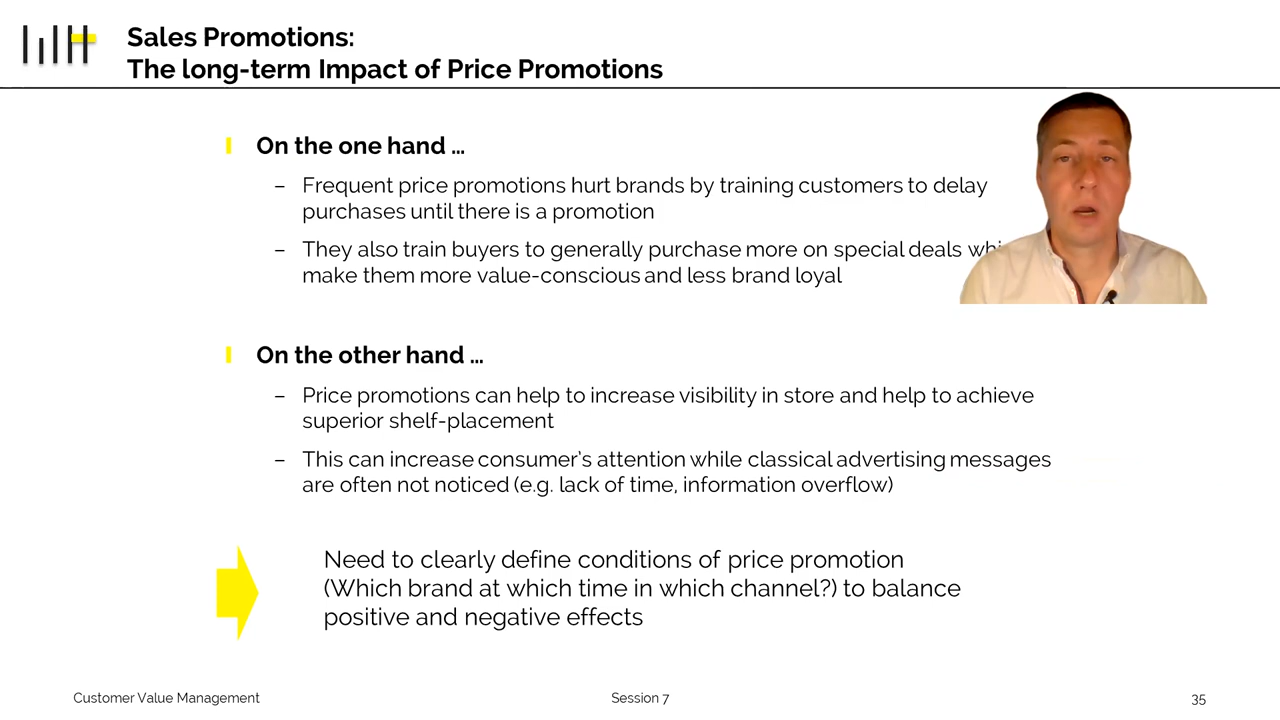 Sales Promotions:
The long-term Impact of Price Promotions
On the one hand …
– Frequent price promotions hurt brands by training customers to delay
purchases until there is a promotion
– They also train buyers to generally purchase more on special deals
make them more value-conscious and less brand loyal
On the other hand …
– Price promotions can help to increase visibility in store and help to achieve
superior shelf-placement
– This can increase consumer’s attention while classical advertising messages
are often not noticed (e.g. lack of time, information overflow)
Need to clearly define conditions of price promotion
(Which brand at which time in which channel?) to balance
positive and negative effects
Customer Value Management
Session 7
35